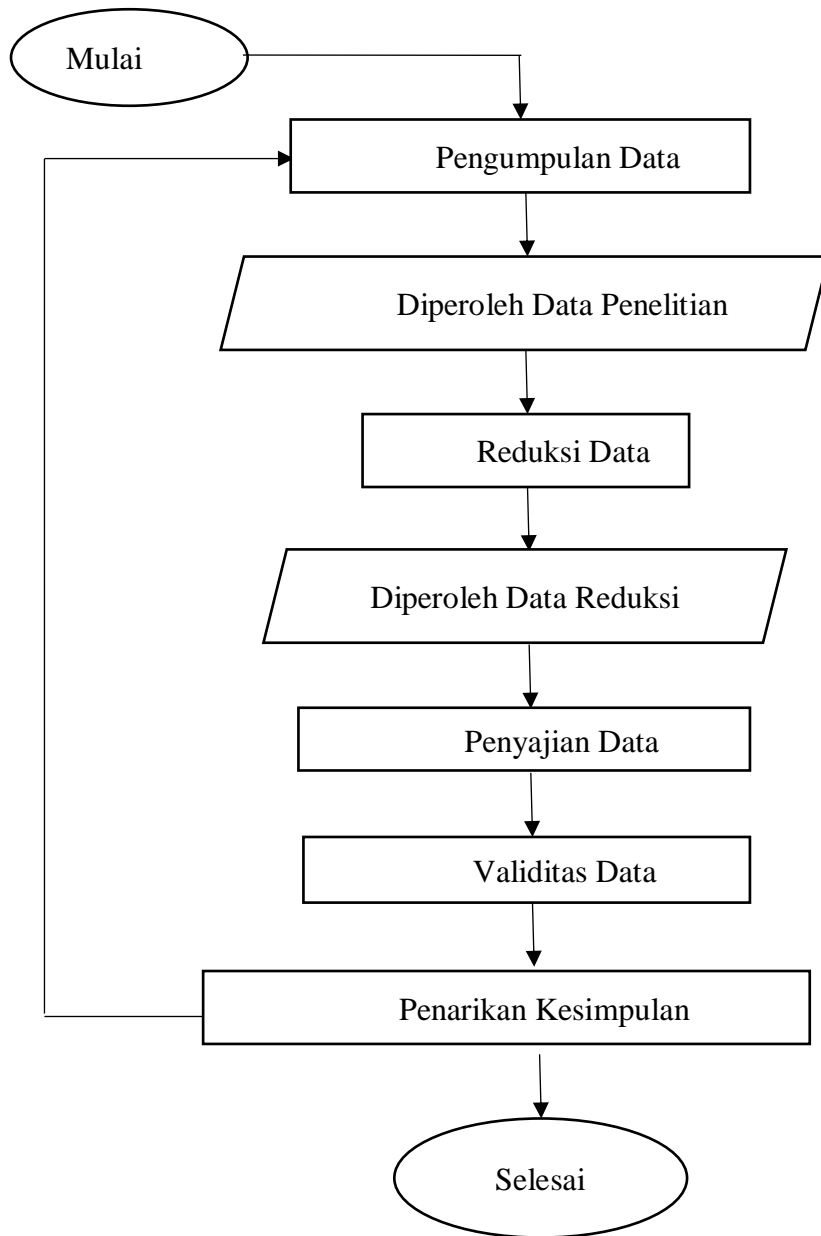 Mulai
Pengumpulan Data
Diperoleh Data Penelitian
Reduksi Data
Diperoleh Data Reduksi
Penyajian Data
Validitas Data
Penarikan Kesimpulan
Selesai